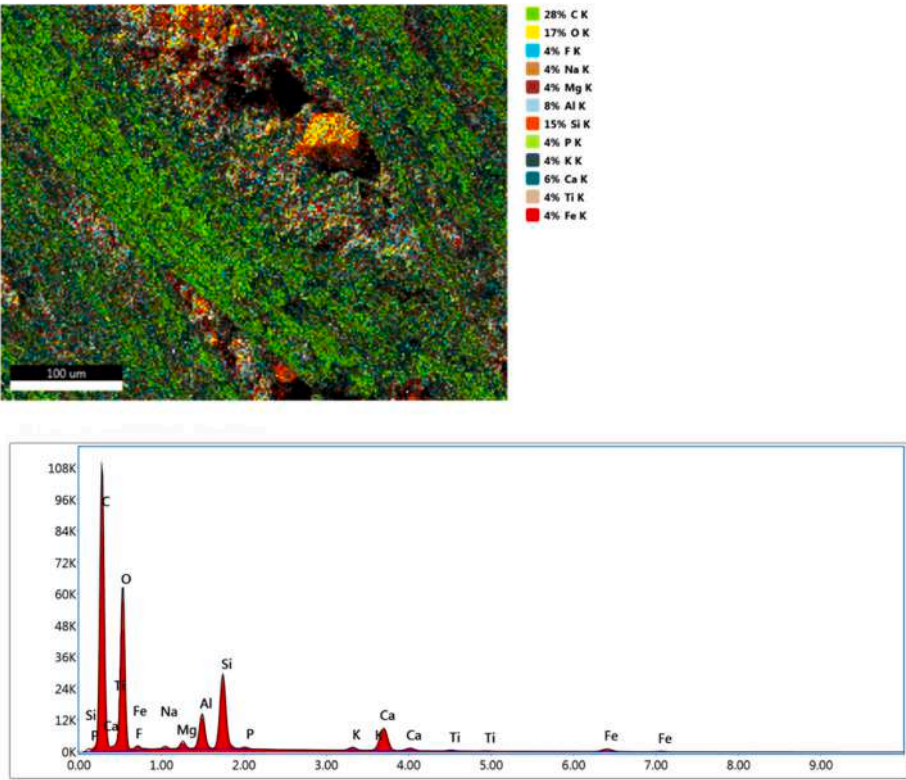 28% C K
17% O K
4% F K
4% Na K
4% Mg K
8% Al K
15% Si K
4% P K
4% K K
6% Ca K
4% Ti K
4% Fe K
100 um
108K
96K
84K
72K
60K
48K
36K
24K
12K
0K
C
O
Ti
Si
P
Ca
Fe
F
Na
Mg
Al
Si
P
K
K
Ca
Ca
Ti
Ti
Fe
Fe
0.00 1.00 2.00 3.00 4.00 5.00 6.00 7.00 8.00 9.00